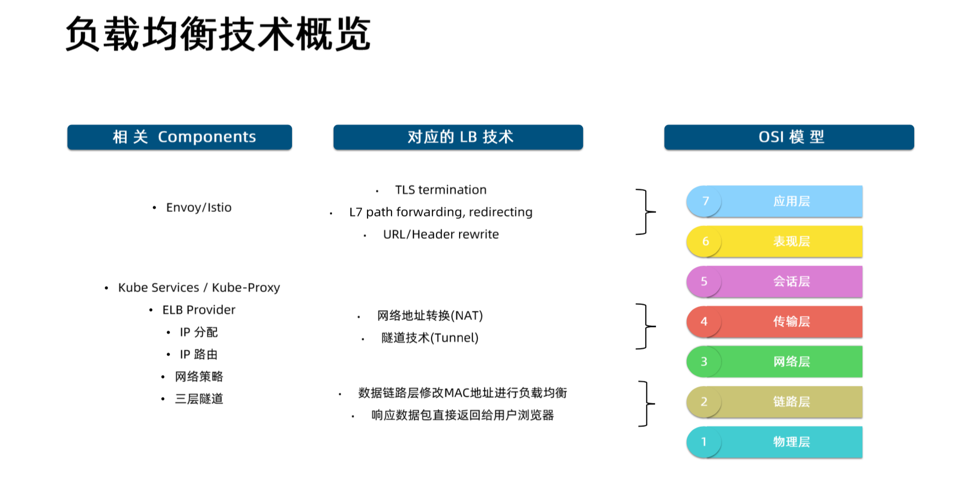 负载均衡技术概览
相关 Components
对应的 LB 技术
OSI 模型
• Envoy/Istio
• Kube Services / Kube-Proxy
• ELB Provider
• IP 分配
• IP 路由
• 网络策略
• 三层隧道
• TLS termination
• L7 path forwarding, redirecting
• URL/Header rewrite
• 网络地址转换(NAT)
• 隧道技术(Tunnel)
• 数据链路层修改MAC地址进行负载均衡
• 响应数据包直接返回给用户浏览器
7 应用层
6 表现层
5 会话层
4 传输层
3 网络层
2 链路层
1 物理层